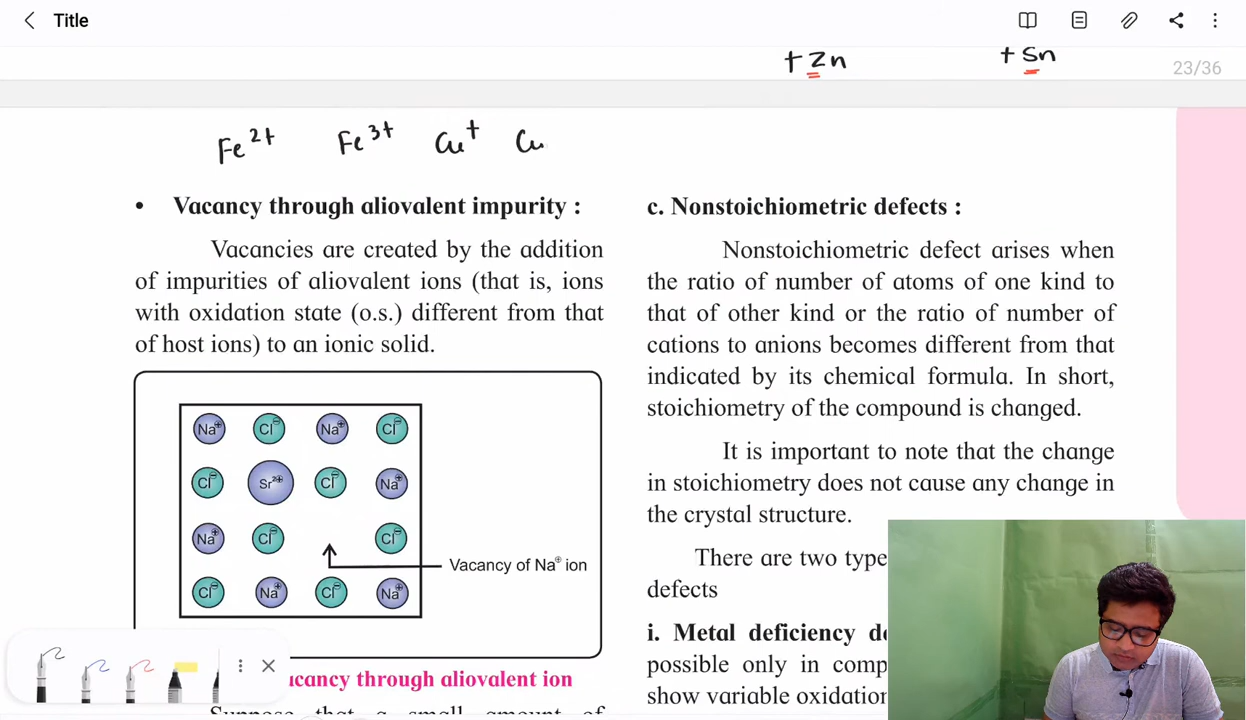 Title
+ Zn + Sn
23/36
Fe2+ Fe3+ Cu+ Cu
• Vacancy through aliovalent impurity :
Vacancies are created by the addition
of impurities of aliovalent ions (that is, ions
with oxidation state (o.s.) different from that
of host ions) to an ionic solid.
Na⊕ Cl⊖ Na⊕ Cl⊖
Cl⊖ Sr2⊕ Cl⊖ Na⊕
Na⊕ Cl⊖ Cl⊖
Vacancy of Na⊕ ion
Cl⊖ Na⊕ Cl⊖ Na⊕
acancy through aliovalent ion
Suppose that a small amount of
c. Nonstoichiometric defects :
Nonstoichiometric defect arises when
the ratio of number of atoms of one kind to
that of other kind or the ratio of number of
cations to anions becomes different from that
indicated by its chemical formula. In short,
stoichiometry of the compound is changed.
It is important to note that the change
in stoichiometry does not cause any change in
the crystal structure.
There are two type
defects
i. Metal deficiency de
possible only in comp
show variable oxidation